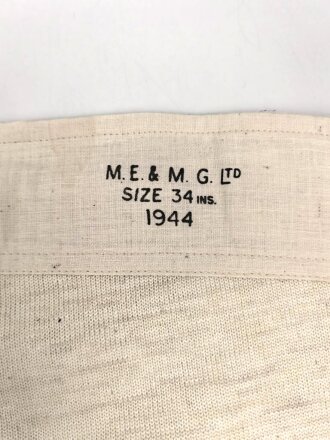 M.E.& M.G. LTD
SIZE 34 INS.
1944